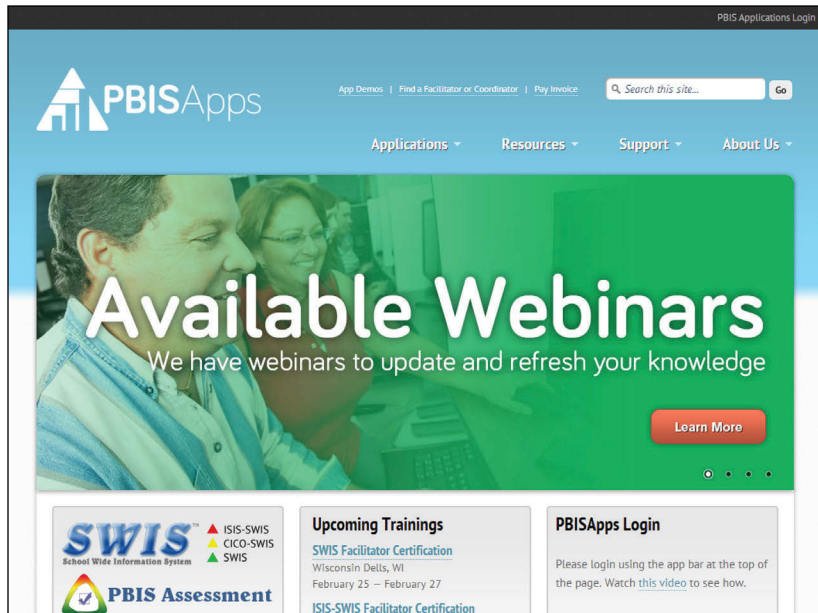 PBIS Applications Login
PBISApps
App Demos | Find a Facilitator or Coordinator | Pay Invoice
Search this site...
Go
Applications
Resources
Support
About Us
Available Webinars
We have webinars to update and refresh your knowledge
Learn More
SWIS™
School Wide Information System
ISIS-SWIS
CICO-SWIS
SWIS
PBIS Assessment
Upcoming Trainings
SWIS Facilitator Certification
Wisconsin Dells, WI
February 25 – February 27
ISIS-SWIS Facilitator Certification
PBISApps Login
Please login using the app bar at the top of
the page. Watch this video to see how.